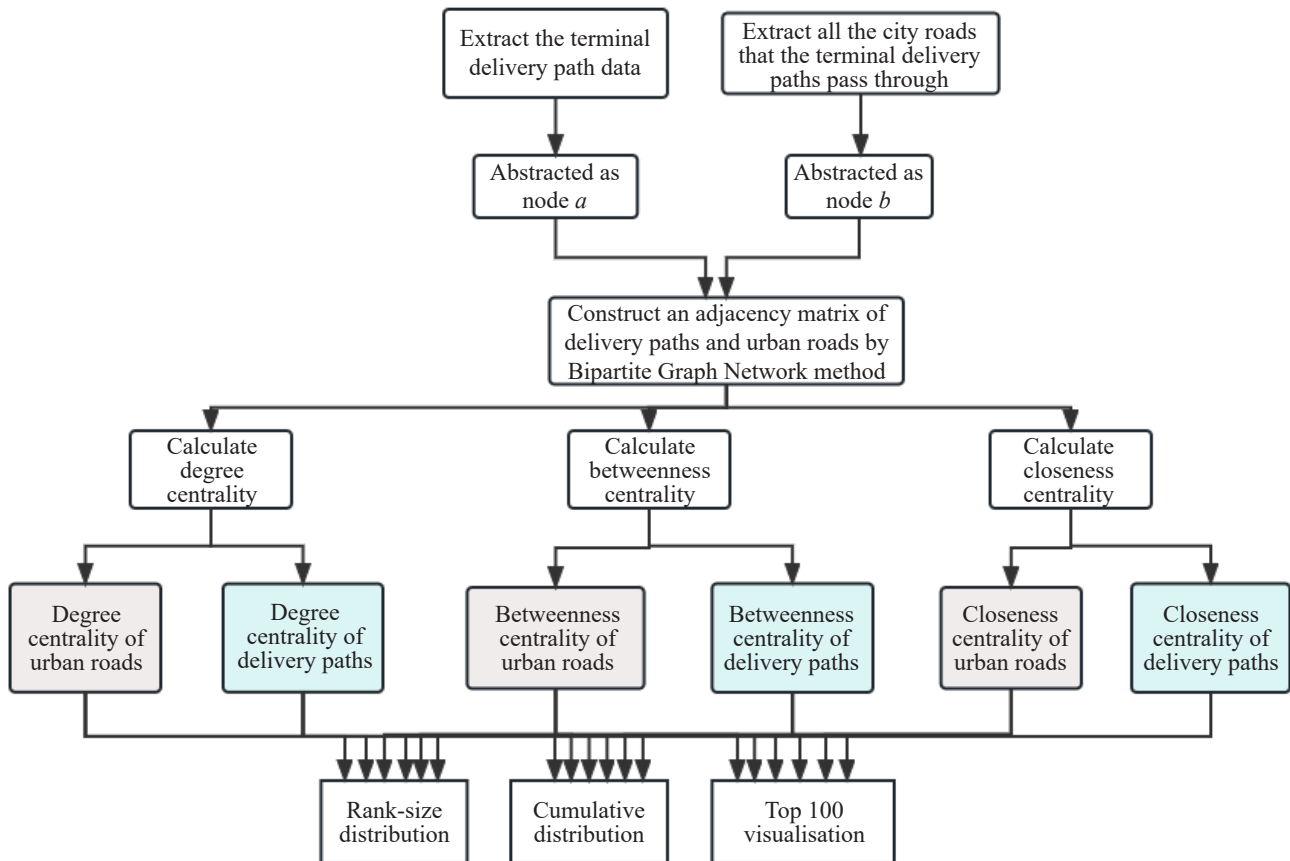 Extract the terminal
delivery path data
Extract all the city roads
that the terminal delivery
paths pass through
Abstracted as
node a
Abstracted as
node b
Construct an adjacency matrix of
delivery paths and urban roads by
Bipartite Graph Network method
Calculate
degree
centrality
Calculate
betweenness
centrality
Calculate
closeness
centrality
Degree
centrality of
urban roads
Degree
centrality of
delivery paths
Betweenness
centrality of
urban roads
Betweenness
centrality of
delivery paths
Closeness
centrality of
urban roads
Closeness
centrality of
delivery paths
Rank-size
distribution
Cumulative
distribution
Top 100
visualisation